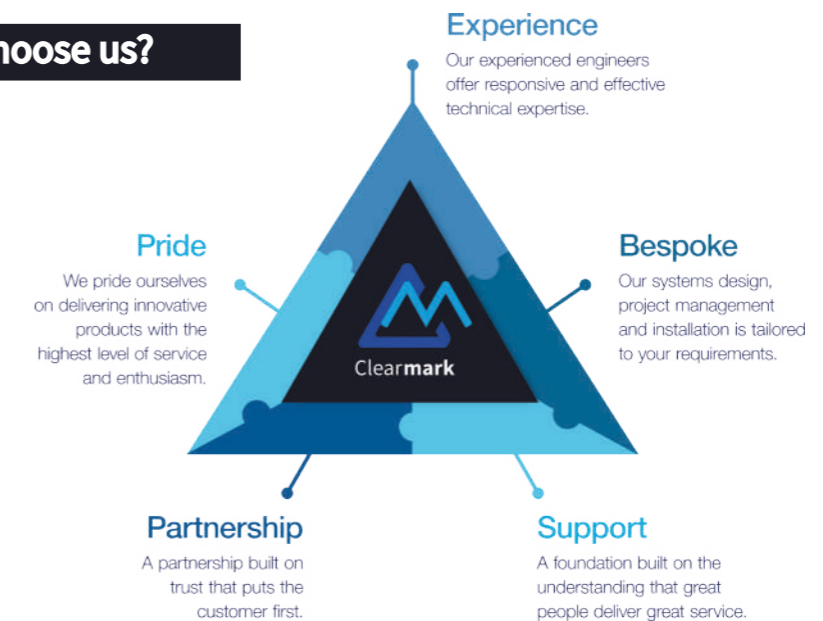 hoose us?
Experience
Our experienced engineers
offer responsive and effective
technical expertise.
Pride
We pride ourselves
on delivering innovative
products with the
highest level of service
and enthusiasm.
Bespoke
Our systems design,
project management
and installation is tailored
to your requirements.
Clearmark
Partnership
A partnership built on
trust that puts the
customer first.
Support
A foundation built on the
understanding that great
people deliver great service.